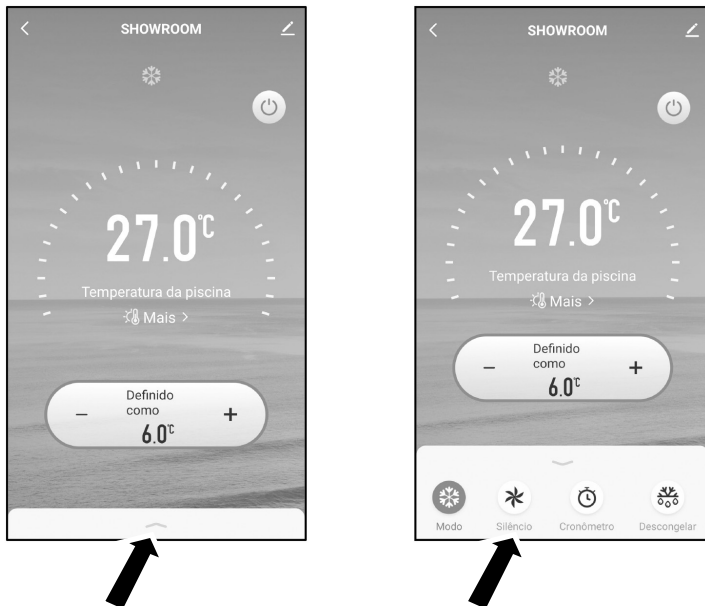 SHOWROOM
27.0°C
Temperatura da piscina
Mais >
Definido
como
− 6.0°C +
SHOWROOM
27.0°C
Temperatura da piscina
Mais >
Definido
como
− 6.0°C +
Modo Silêncio Cronômetro Descongelar